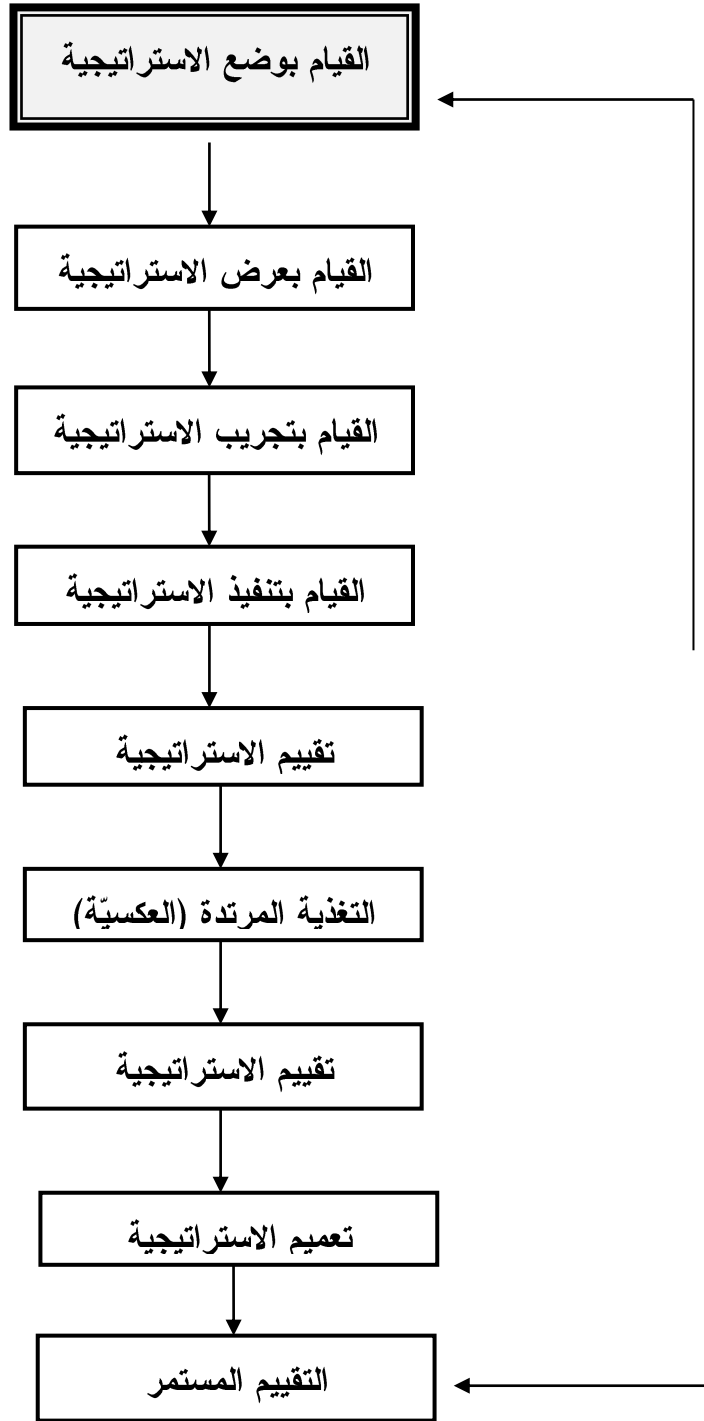 القيام بوضع الاستراتيجية
القيام بعرض الاستراتيجية
القيام بتجريب الاستراتيجية
القيام بتنفيذ الاستراتيجية
تقييم الاستراتيجية
التغذية المرتدة (العكسيّة)
تقييم الاستراتيجية
تعميم الاستراتيجية
التقييم المستمر